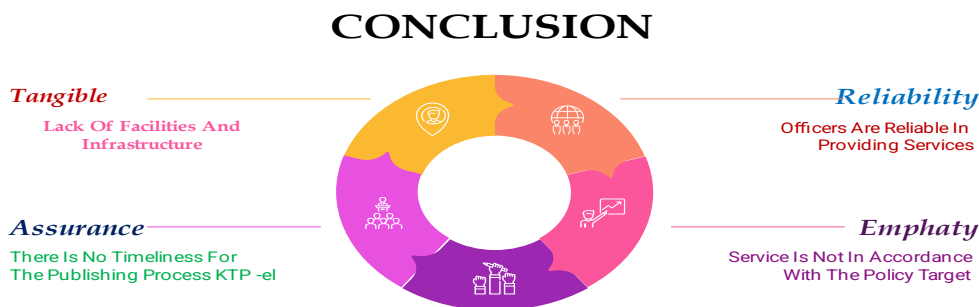 CONCLUSION
Tangible
Lack Of Facilities And
Infrastructure
Reliability
Officers Are Reliable In
Providing Services
Assurance
There Is No Timeliness For
The Publishing Process KTP -el
Emphaty
Service Is Not In Accordance
With The Policy Target